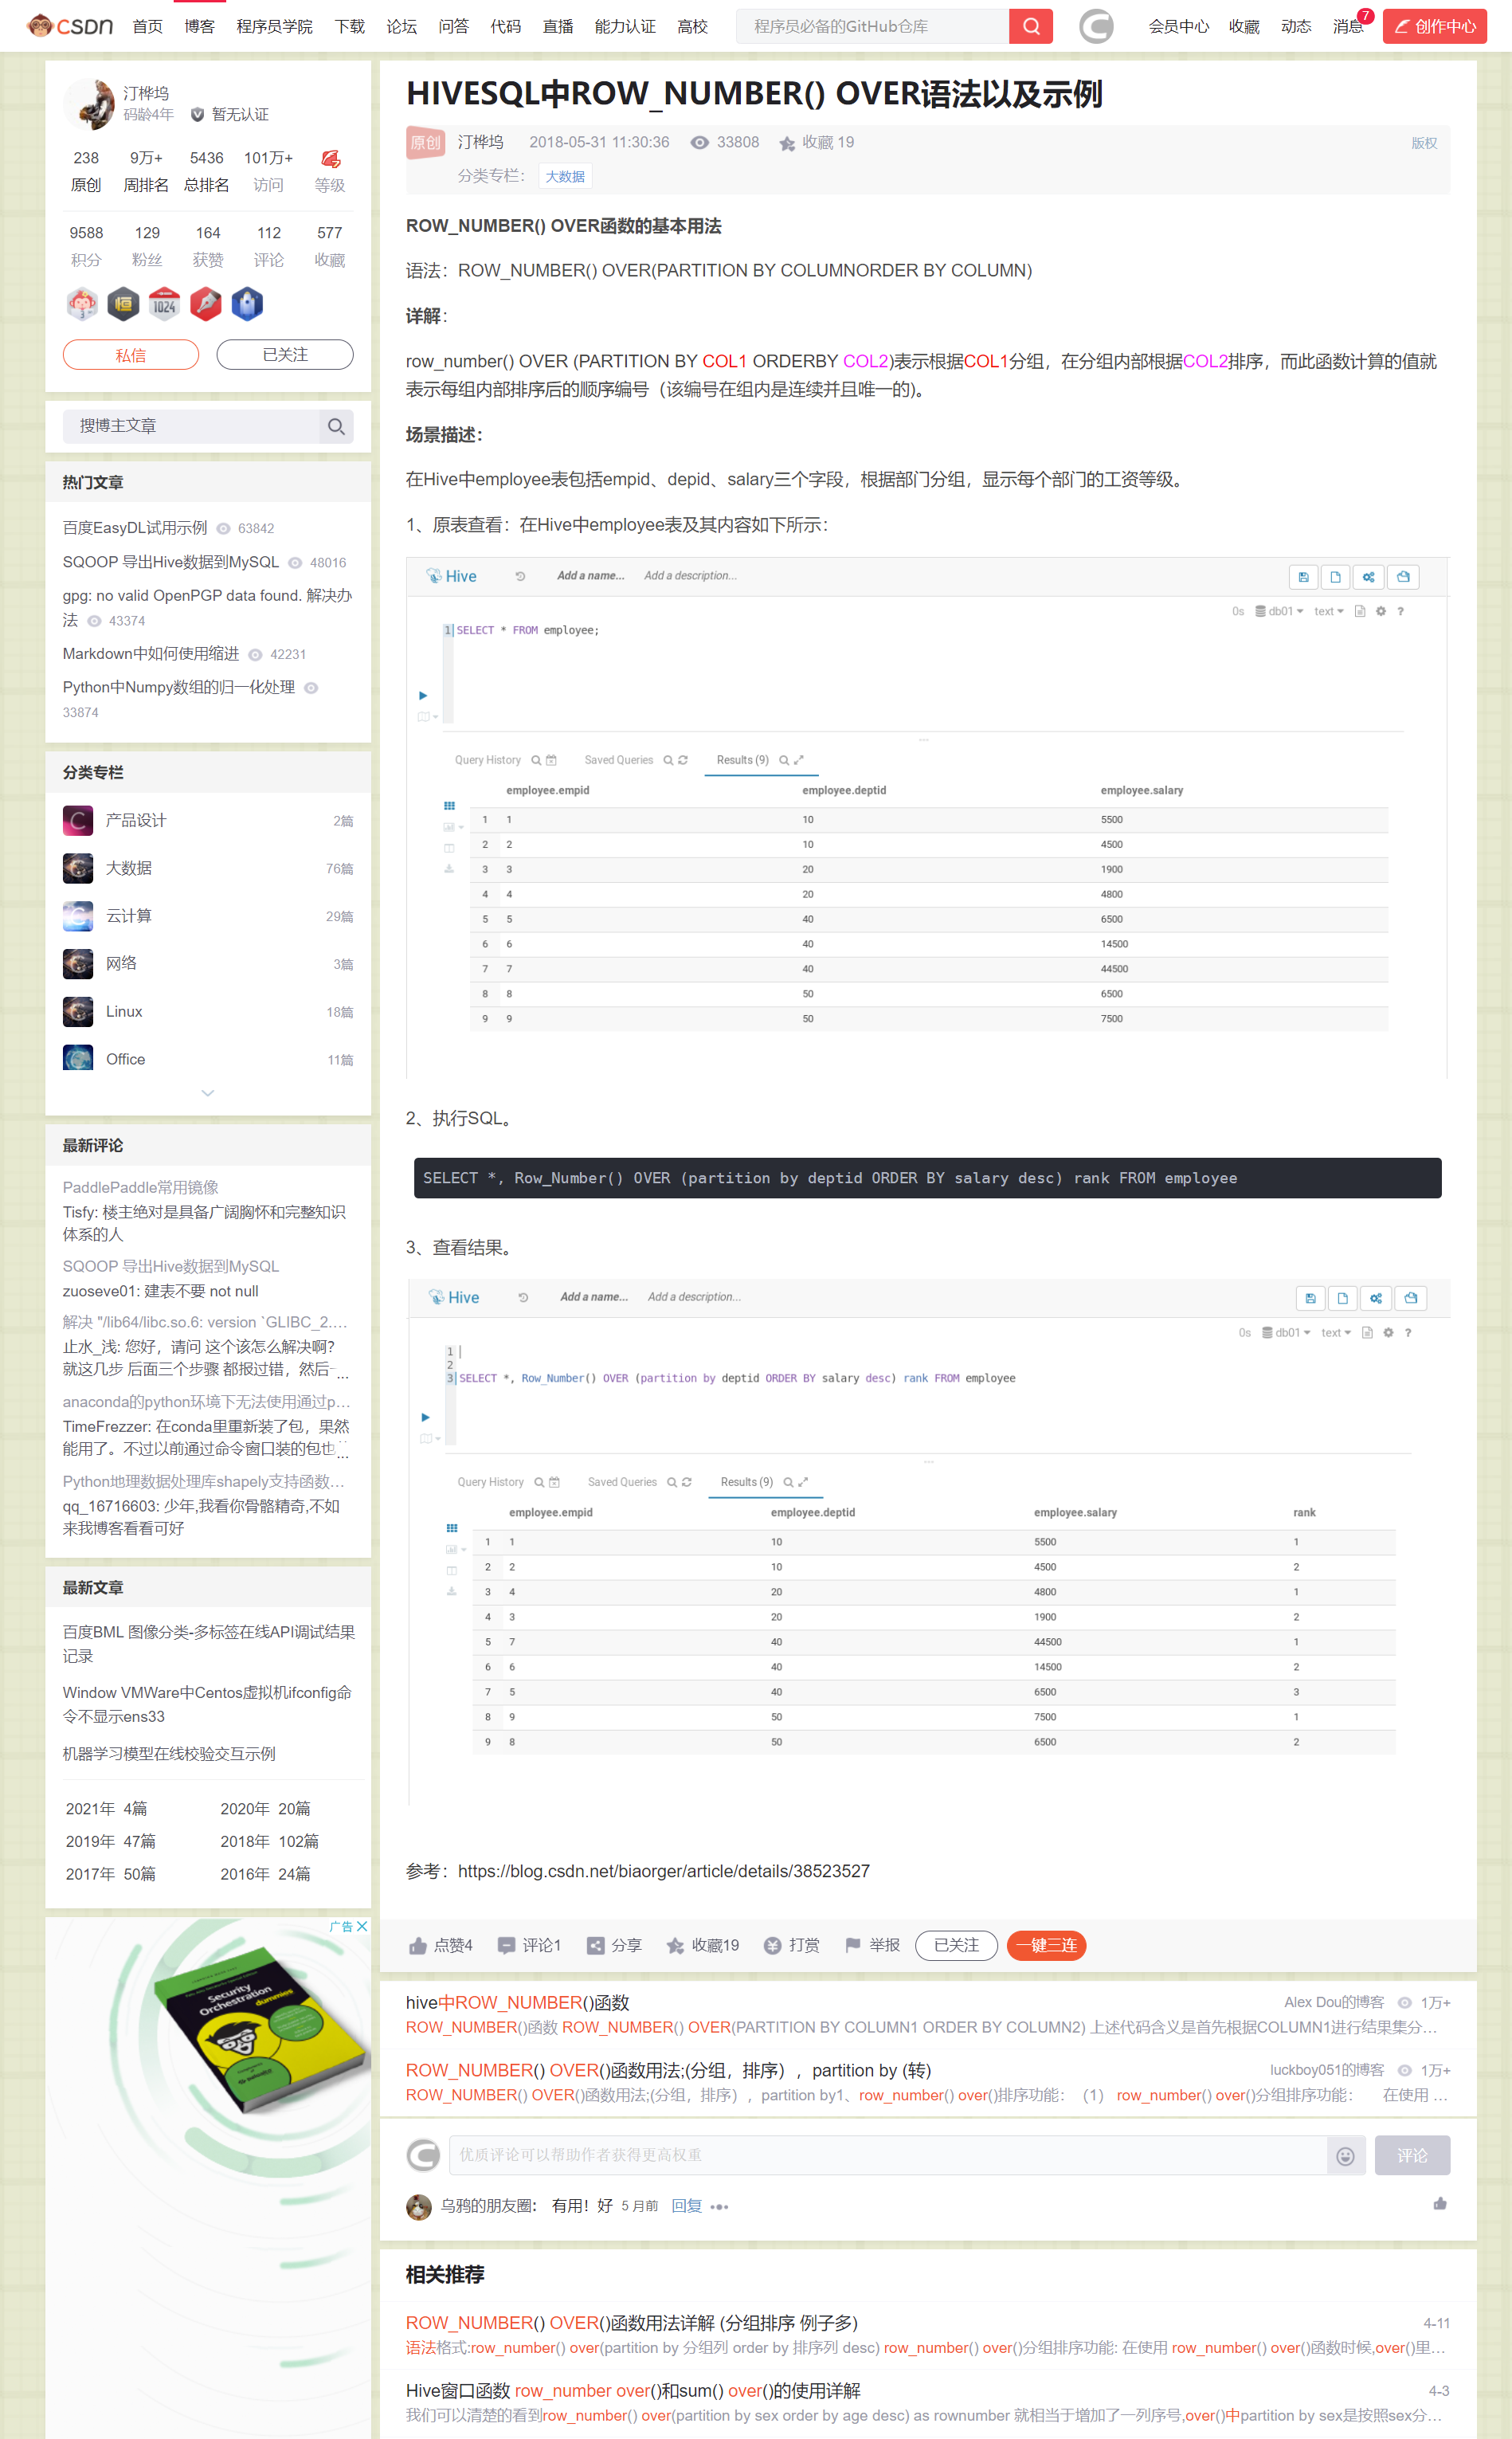 CSDN 首页 博客 程序员学院 下载 论坛 问答 代码 直播 能力认证 高校 程序员必备的GitHub仓库 会员中心 收藏 动态 消息 7 创作中心
汀桦坞
码龄4年 暂无认证
238 9万+ 5436 101万+
原创 周排名 总排名 访问 等级
9588 129 164 112 577
积分 粉丝 获赞 评论 收藏
1024
私信 已关注
搜博主文章
热门文章
百度EasyDL试用示例 63842
SQOOP 导出Hive数据到MySQL 48016
gpg: no valid OpenPGP data found. 解决办
法 43374
Markdown中如何使用缩进 42231
Python中Numpy数组的归一化处理
33874
分类专栏
产品设计 2篇
大数据 76篇
云计算 29篇
网络 3篇
Linux 18篇
Office 11篇
最新评论
PaddlePaddle常用镜像
Tisfy: 楼主绝对是具备广阔胸怀和完整知识
体系的人
SQOOP 导出Hive数据到MySQL
zuoseve01: 建表不要 not null
解决 "/lib64/libc.so.6: version `GLIBC_2.…
止水_浅: 您好，请问 这个该怎么解决啊?
就这几步 后面三个步骤 都报过错，然后...
anaconda的python环境下无法使用通过p…
TimeFrezzer: 在conda里重新装了包，果然
能用了。不过以前通过命令窗口装的包也...
Python地理数据处理库shapely支持函数…
qq_16716603: 少年,我看你骨骼精奇,不如
来我博客看看可好
最新文章
百度BML 图像分类-多标签在线API调试结果
记录
Window VMWare中Centos虚拟机ifconfig命
令不显示ens33
机器学习模型在线校验交互示例
2021年 4篇 2020年 20篇
2019年 47篇 2018年 102篇
2017年 50篇 2016年 24篇
广告
Security
Orchestration
dummies
HIVESQL中ROW_NUMBER() OVER语法以及示例
原创 汀桦坞 2018-05-31 11:30:36 33808 收藏 19 版权
分类专栏： 大数据
ROW_NUMBER() OVER函数的基本用法
语法：ROW_NUMBER() OVER(PARTITION BY COLUMNORDER BY COLUMN)
详解：
row_number() OVER (PARTITION BY COL1 ORDERBY COL2)表示根据COL1分组，在分组内部根据COL2排序，而此函数计算的值就
表示每组内部排序后的顺序编号（该编号在组内是连续并且唯一的)。
场景描述：
在Hive中employee表包括empid、depid、salary三个字段，根据部门分组，显示每个部门的工资等级。
1、原表查看：在Hive中employee表及其内容如下所示：
Hive Add a name... Add a description...
0s db01 text ?
1 SELECT * FROM employee;
Query History Saved Queries Results (9)
employee.empid employee.deptid employee.salary
1 1 10 5500
2 2 10 4500
3 3 20 1900
4 4 20 4800
5 5 40 6500
6 6 40 14500
7 7 40 44500
8 8 50 6500
9 9 50 7500
2、执行SQL。
SELECT *, Row_Number() OVER (partition by deptid ORDER BY salary desc) rank FROM employee
3、查看结果。
Hive Add a name... Add a description...
0s db01 text ?
1
2
3 SELECT *, Row_Number() OVER (partition by deptid ORDER BY salary desc) rank FROM employee
Query History Saved Queries Results (9)
employee.empid employee.deptid employee.salary rank
1 1 10 5500 1
2 2 10 4500 2
3 4 20 4800 1
4 3 20 1900 2
5 7 40 44500 1
6 6 40 14500 2
7 5 40 6500 3
8 9 50 7500 1
9 8 50 6500 2
参考：https://blog.csdn.net/biaorger/article/details/38523527
点赞4 评论1 分享 收藏19 打赏 举报 已关注 一键三连
hive中ROW_NUMBER()函数 Alex Dou的博客 1万+
ROW_NUMBER()函数 ROW_NUMBER() OVER(PARTITION BY COLUMN1 ORDER BY COLUMN2) 上述代码含义是首先根据COLUMN1进行结果集分…
ROW_NUMBER() OVER()函数用法;(分组，排序），partition by (转) luckboy051的博客 1万+
ROW_NUMBER() OVER()函数用法;(分组，排序），partition by1、row_number() over()排序功能：（1） row_number() over()分组排序功能： 在使用 …
优质评论可以帮助作者获得更高权重 评论
乌鸦的朋友圈： 有用！好 5 月前 回复
相关推荐
ROW_NUMBER() OVER()函数用法详解 (分组排序 例子多) 4-11
语法格式:row_number() over(partition by 分组列 order by 排序列 desc) row_number() over()分组排序功能: 在使用 row_number() over()函数时候,over()里…
Hive窗口函数 row_number over()和sum() over()的使用详解 4-3
我们可以清楚的看到row_number() over(partition by sex order by age desc) as rownumber 就相当于增加了一列序号,over()中partition by sex是按照sex分…